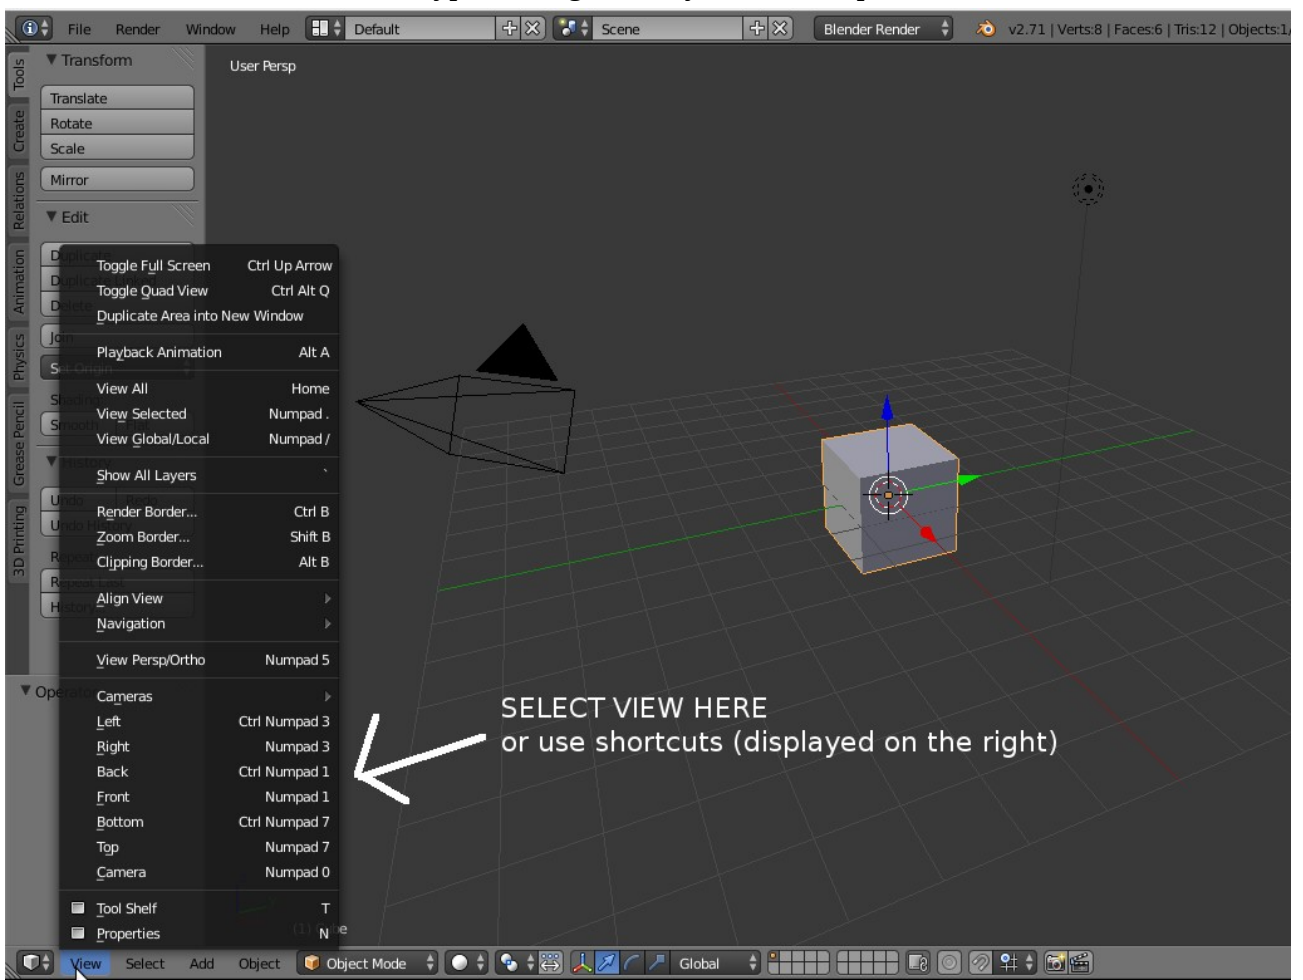 File Render Window Help Default Scene Blender Render v2.71 | Verts:8 | Faces:6 | Tris:12 | Objects:1/
Tools
Create
Relations
Animation
Physics
Grease Pencil
3D Printing
Transform
Translate
Rotate
Scale
Mirror
Edit
User Persp
Toggle Full Screen Ctrl Up Arrow
Toggle Quad View Ctrl Alt Q
Duplicate Area into New Window
Playback Animation Alt A
View All Home
View Selected Numpad .
View Global/Local Numpad /
Show All Layers `
Render Border... Ctrl B
Zoom Border... Shift B
Clipping Border... Alt B
Align View
Navigation
View Persp/Ortho Numpad 5
Cameras
Left Ctrl Numpad 3
Right Numpad 3
Back Ctrl Numpad 1
Front Numpad 1
Bottom Ctrl Numpad 7
Top Numpad 7
Camera Numpad 0
Tool Shelf T
Properties N
SELECT VIEW HERE
or use shortcuts (displayed on the right)
View Select Add Object Object Mode Global